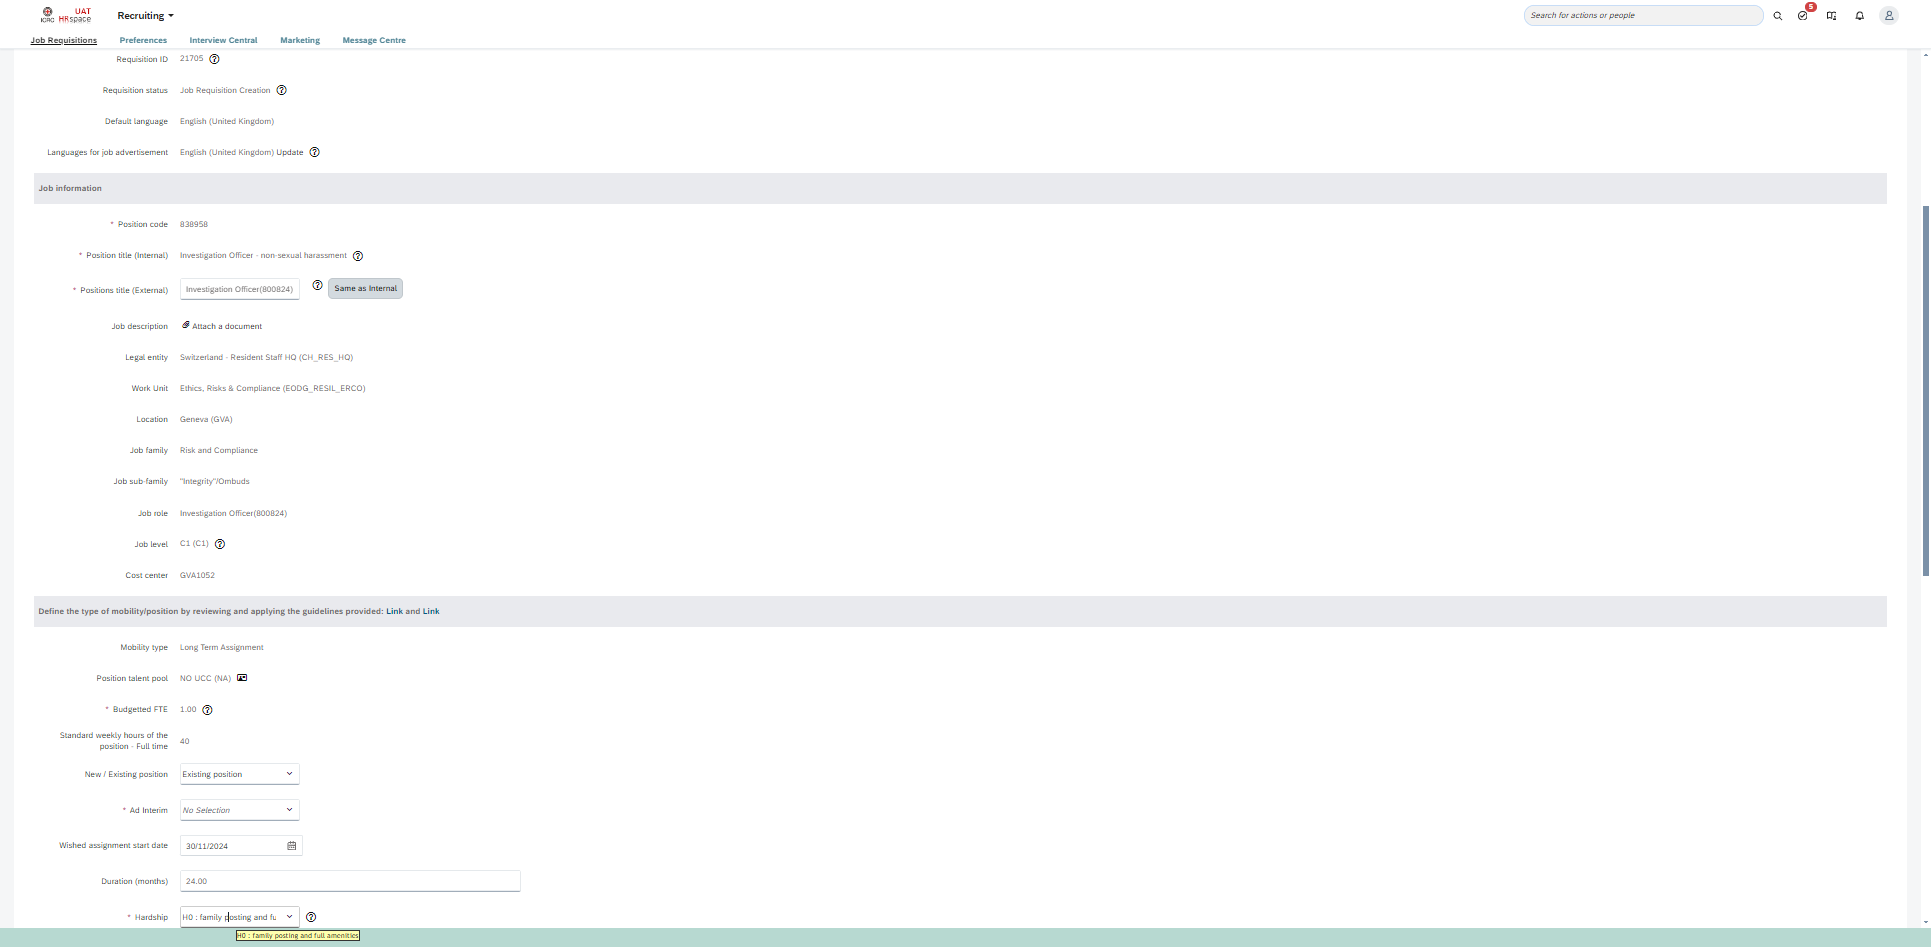 ICRC
UAT
HRspace
Recruiting
Search for actions or people
5
Job Requisitions
Preferences
Interview Central
Marketing
Message Centre
Requisition ID 21705
Requisition status Job Requisition Creation
Default language English (United Kingdom)
Languages for job advertisement English (United Kingdom) Update
Job information
* Position code 838958
* Position title (Internal) Investigation Officer - non-sexual harassment
* Positions title (External) Investigation Officer(800824) Same as Internal
Job description Attach a document
Legal entity Switzerland - Resident Staff HQ (CH_RES_HQ)
Work Unit Ethics, Risks & Compliance (EODG_RESIL_ERCO)
Location Geneva (GVA)
Job family Risk and Compliance
Job sub-family "Integrity"/Ombuds
Job role Investigation Officer(800824)
Job level C1 (C1)
Cost center GVA1052
Define the type of mobility/position by reviewing and applying the guidelines provided: Link and Link
Mobility type Long Term Assignment
Position talent pool NO UCC (NA)
* Budgetted FTE 1.00
Standard weekly hours of the
position - Full time 40
New / Existing position Existing position
* Ad Interim No Selection
Wished assignment start date 30/11/2024
Duration (months) 24.00
* Hardship H0 : family posting and fu
H0 : family posting and full amenities